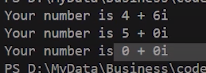 Your number is 4 + 6i
Your number is 5 + 0i
Your number is 0 + 0i
PS D:\MyData\Business\code